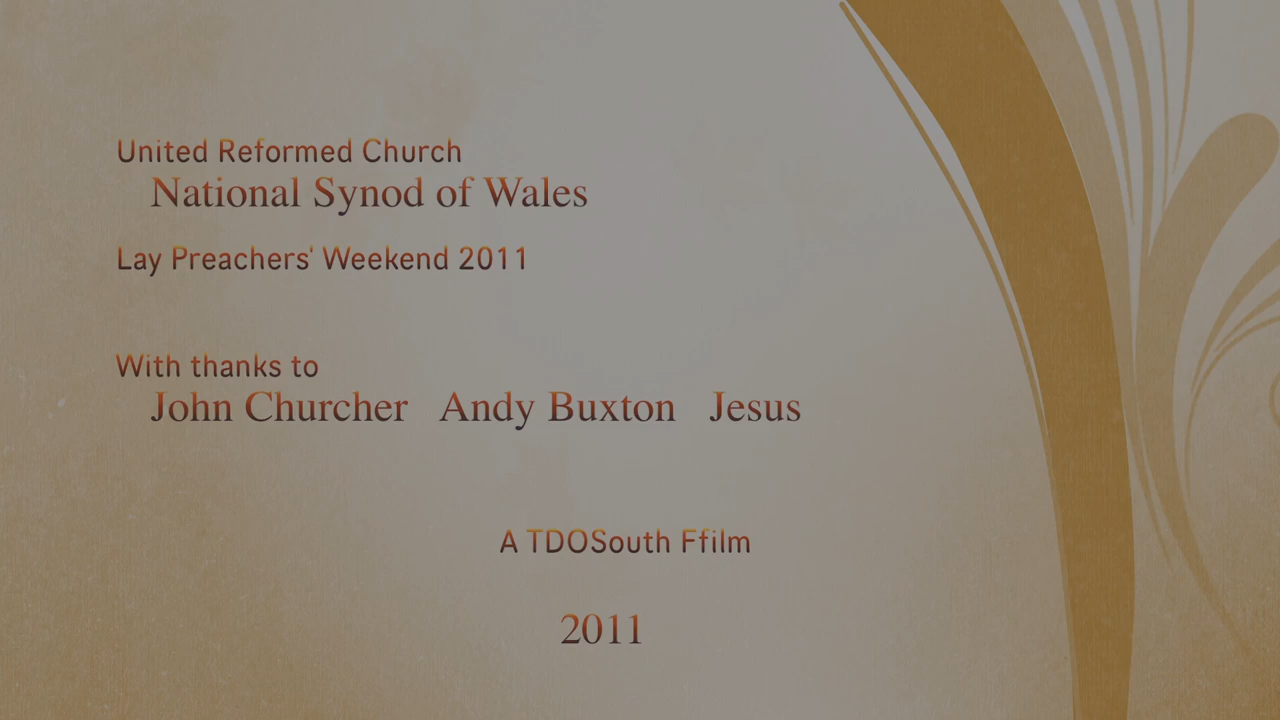 United Reformed Church
National Synod of Wales
Lay Preachers' Weekend 2011
With thanks to
John Churcher Andy Buxton Jesus
A TDOSouth Ffilm
2011